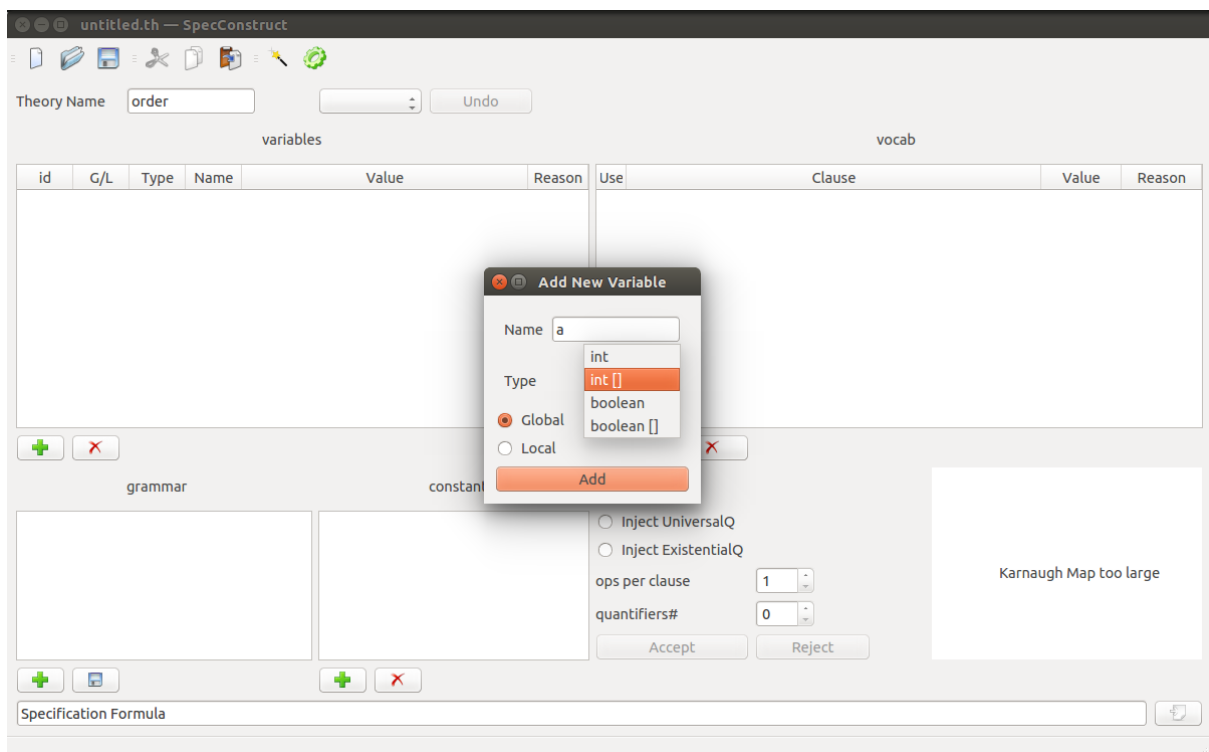 untitled.th — SpecConstruct
Theory Name order Undo
variables vocab
id G/L Type Name Value Reason Use Clause Value Reason
Add New Variable
Name a
int
Type int []
boolean
Global boolean []
Local
Add
grammar constant
Inject UniversalQ
Inject ExistentialQ
Karnaugh Map too large
ops per clause 1
quantifiers# 0
Accept Reject
Specification Formula